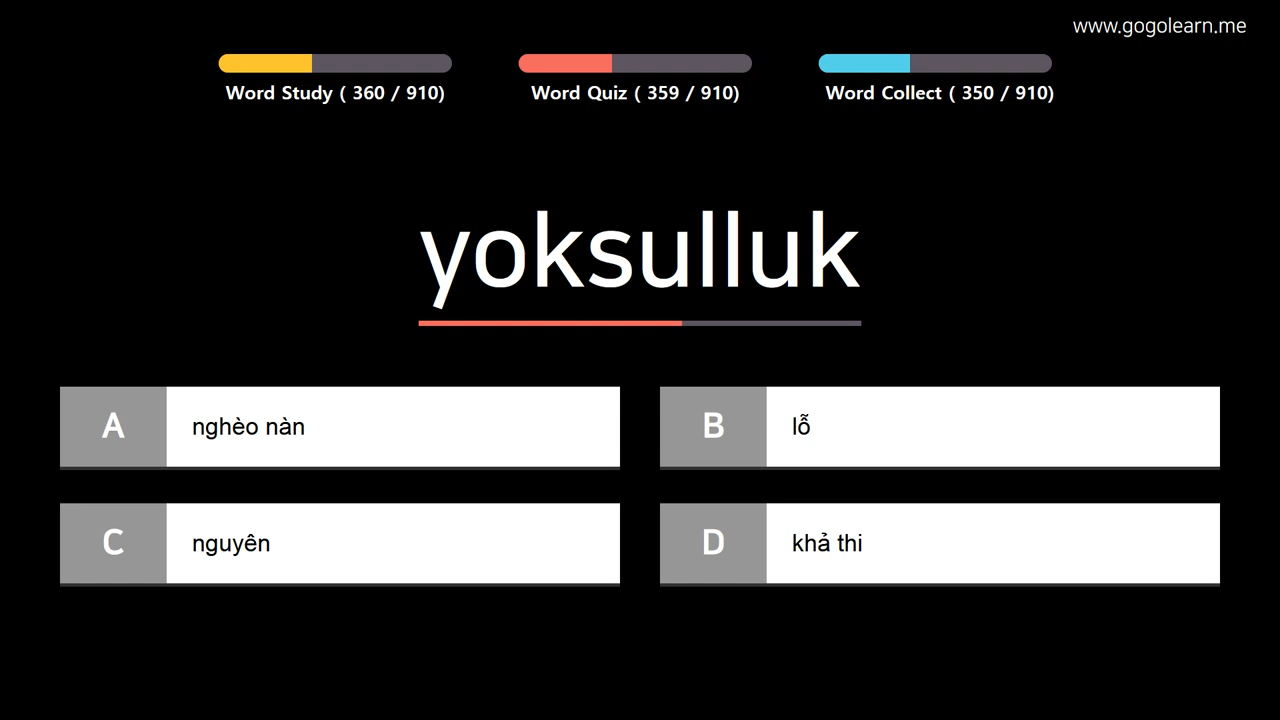 www.gogolearn.me
Word Study ( 360 / 910)
Word Quiz ( 359 / 910)
Word Collect ( 350 / 910)
yoksulluk
A nghèo nàn
B lỗ
C nguyên
D khả thi